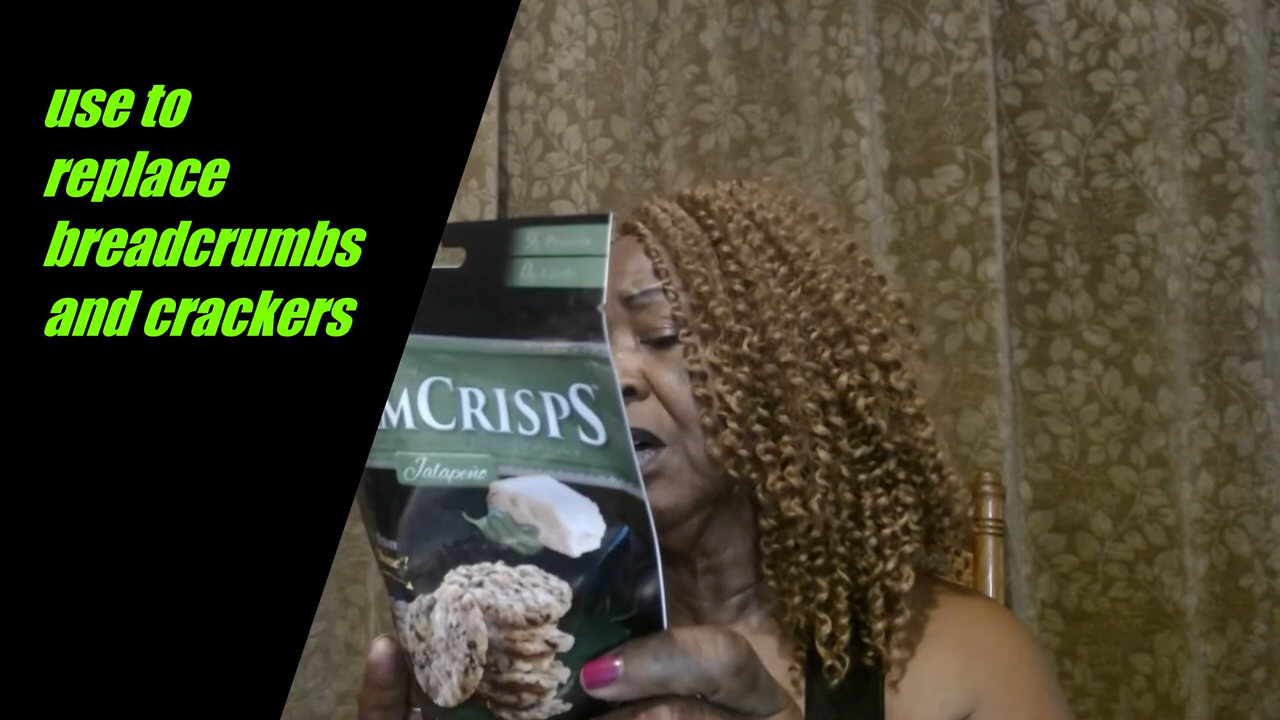 use to
replace
breadcrumbs
and crackers
MCRISPS
Jalapeño